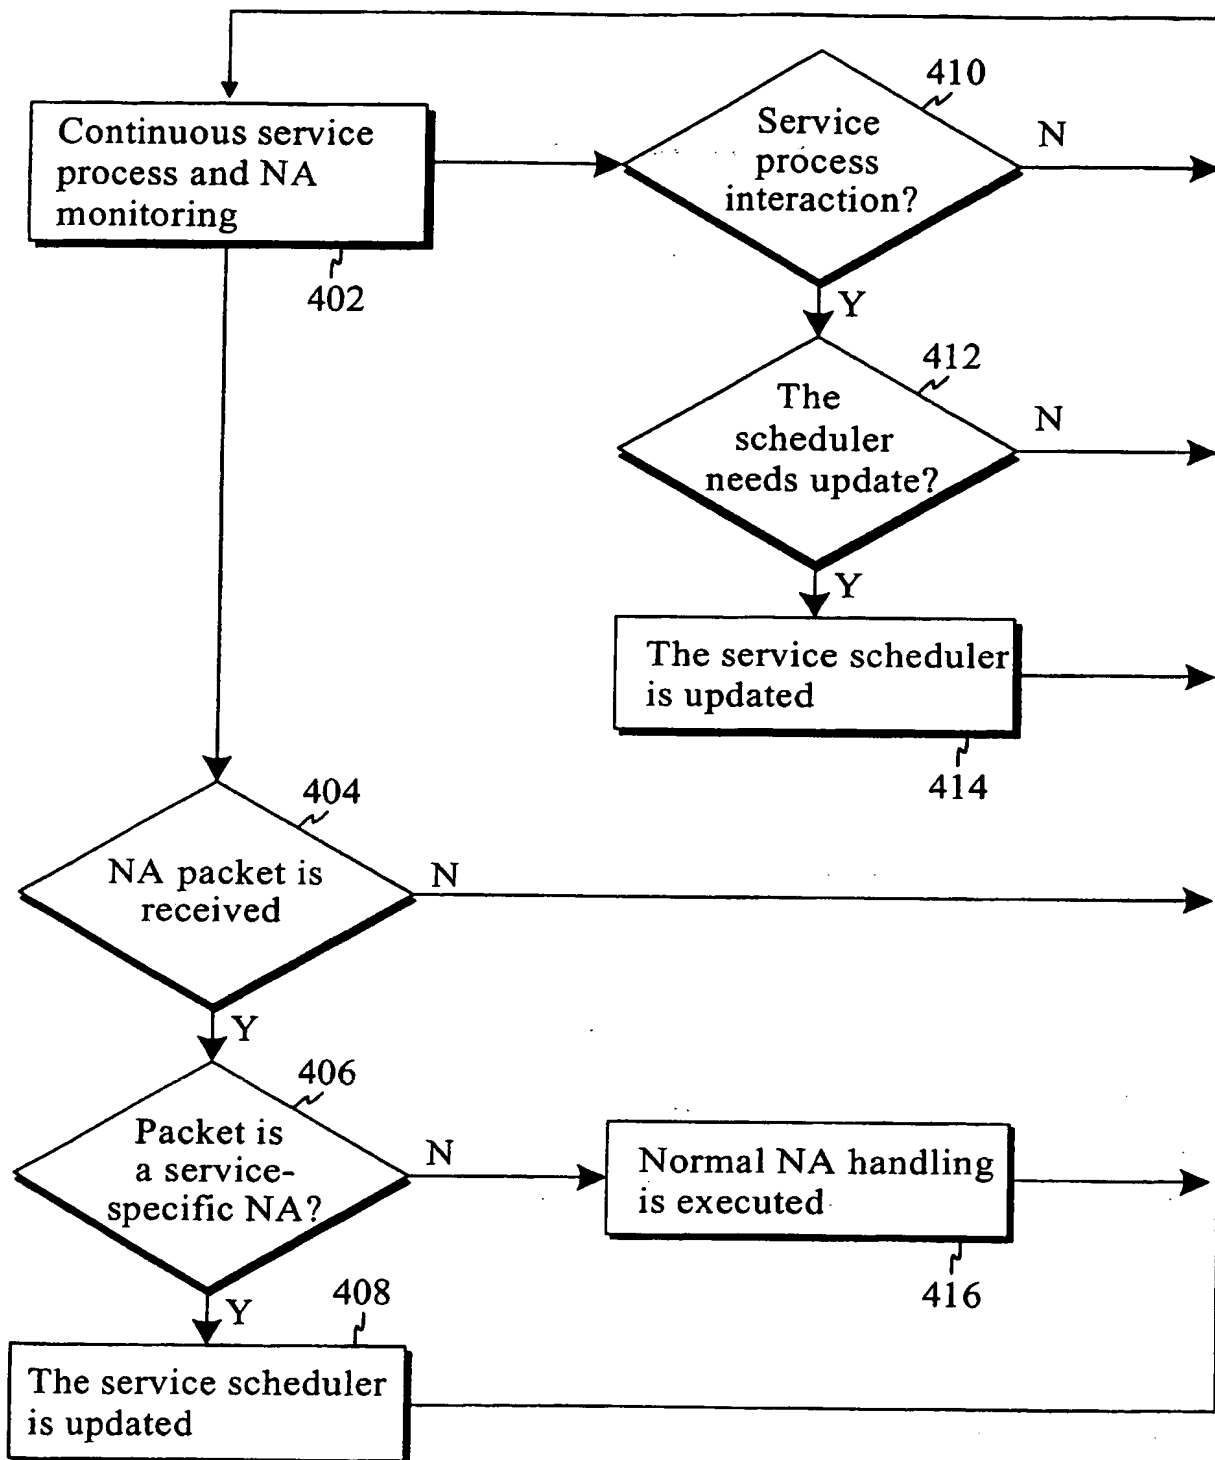 410
Service
process
interaction?
N
Continuous service
process and NA
monitoring
402
Y
412
The
scheduler
needs update?
N
Y
The service scheduler
is updated
414
404
NA packet is
received
N
Y
406
Packet is
a service-
specific NA?
N
Normal NA handling
is executed
416
Y
408
The service scheduler
is updated